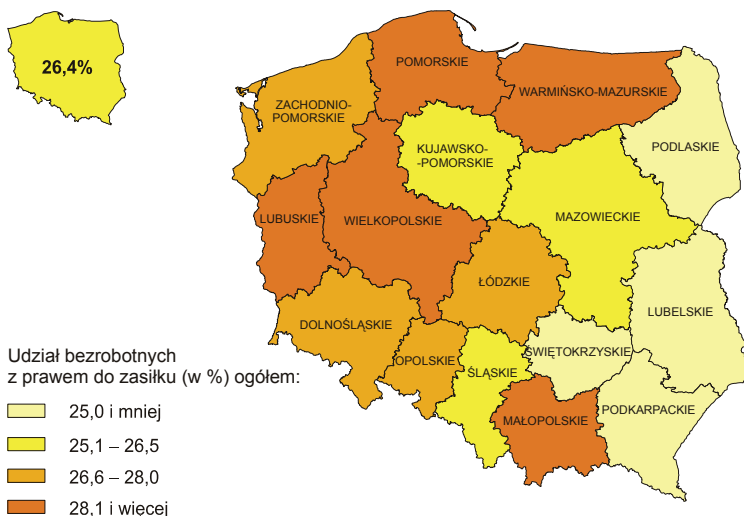 26,4%
POMORSKIE
WARMIŃSKO-MAZURSKIE
ZACHODNIO-
POMORSKIE
KUJAWSKO-
-POMORSKIE
PODLASKIE
LUBUSKIE
WIELKOPOLSKIE
MAZOWIECKIE
ŁÓDZKIE
LUBELSKIE
DOLNOŚLĄSKIE
OPOLSKIE
ŚLĄSKIE
ŚWIĘTOKRZYSKIE
MAŁOPOLSKIE
PODKARPACKIE
Udział bezrobotnych
z prawem do zasiłku (w %) ogółem:
25,0 i mniej
25,1 – 26,5
26,6 – 28,0
28,1 i więcej